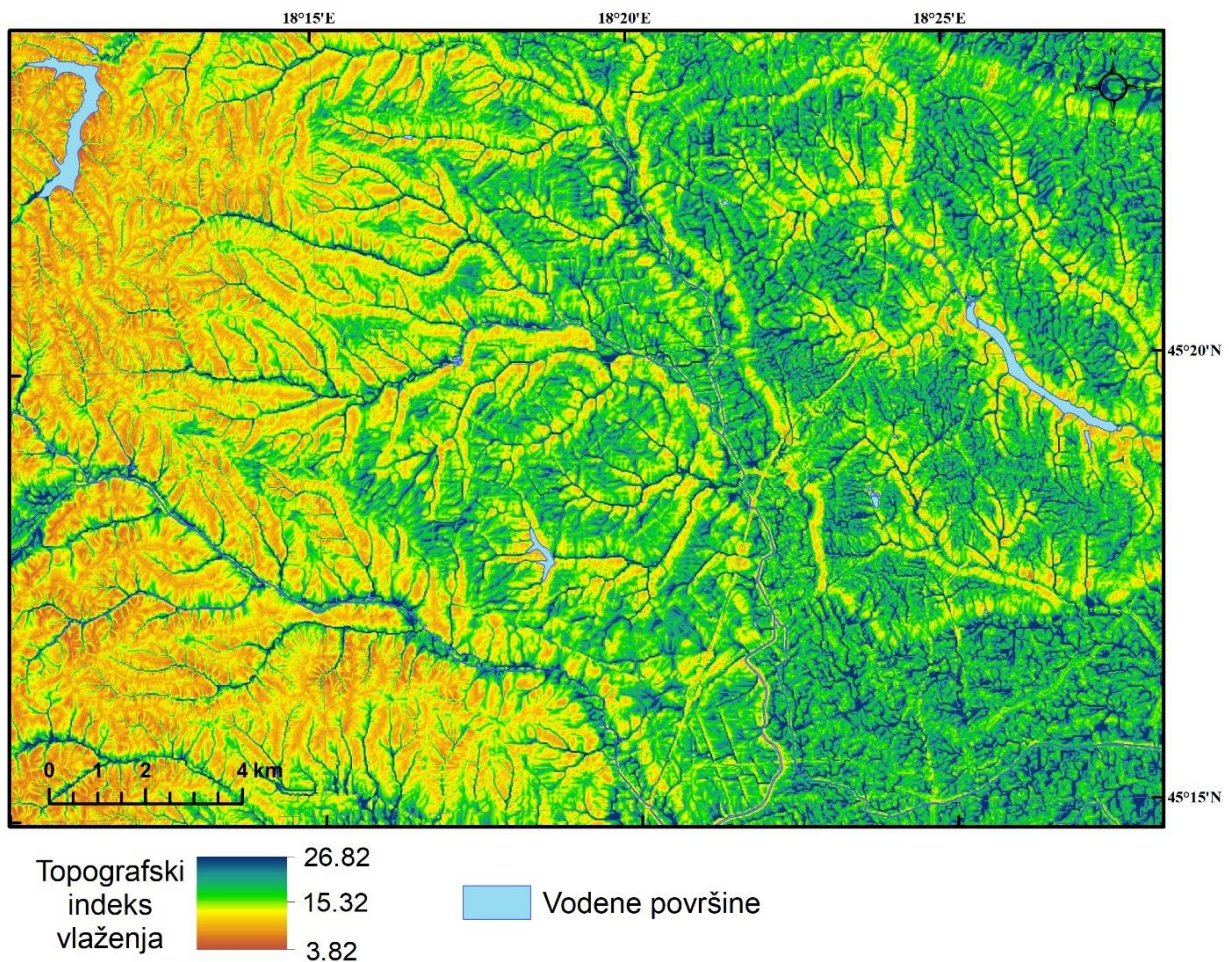 18°15'E 18°20'E 18°25'E
N
W E
S
45°20'N
0 1 2 4 km
45°15'N
Topografski
indeks
vlaženja
26.82
15.32
3.82
Vodene površine